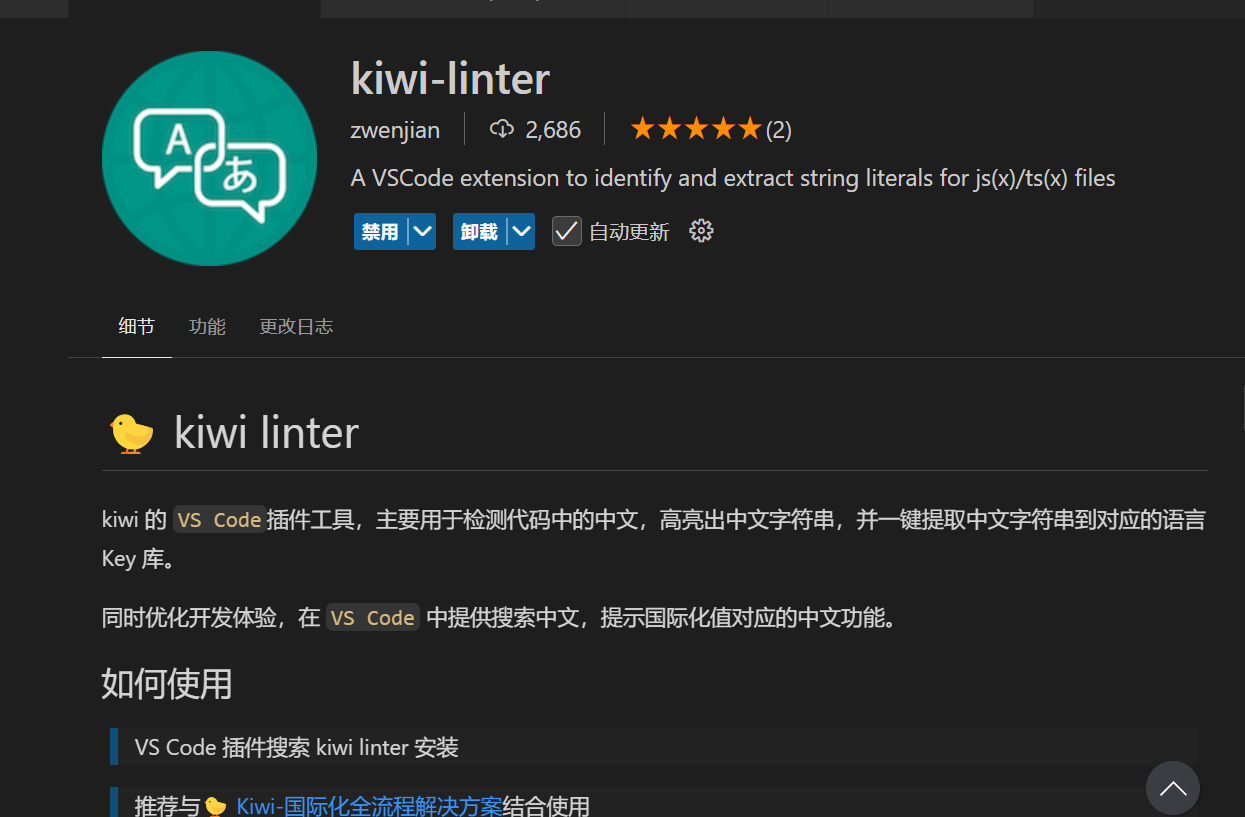 kiwi-linter
zwenjian 2,686 (2)
A VSCode extension to identify and extract string literals for js(x)/ts(x) files
禁用 卸载 自动更新
细节 功能 更改日志
kiwi linter
kiwi 的 VS Code插件工具，主要用于检测代码中的中文，高亮出中文字符串，并一键提取中文字符串到对应的语言
Key 库。
同时优化开发体验，在 VS Code 中提供搜索中文，提示国际化值对应的中文功能。
如何使用
VS Code 插件搜索 kiwi linter 安装
推荐与🐤 Kiwi-国际化全流程解决方案结合使用